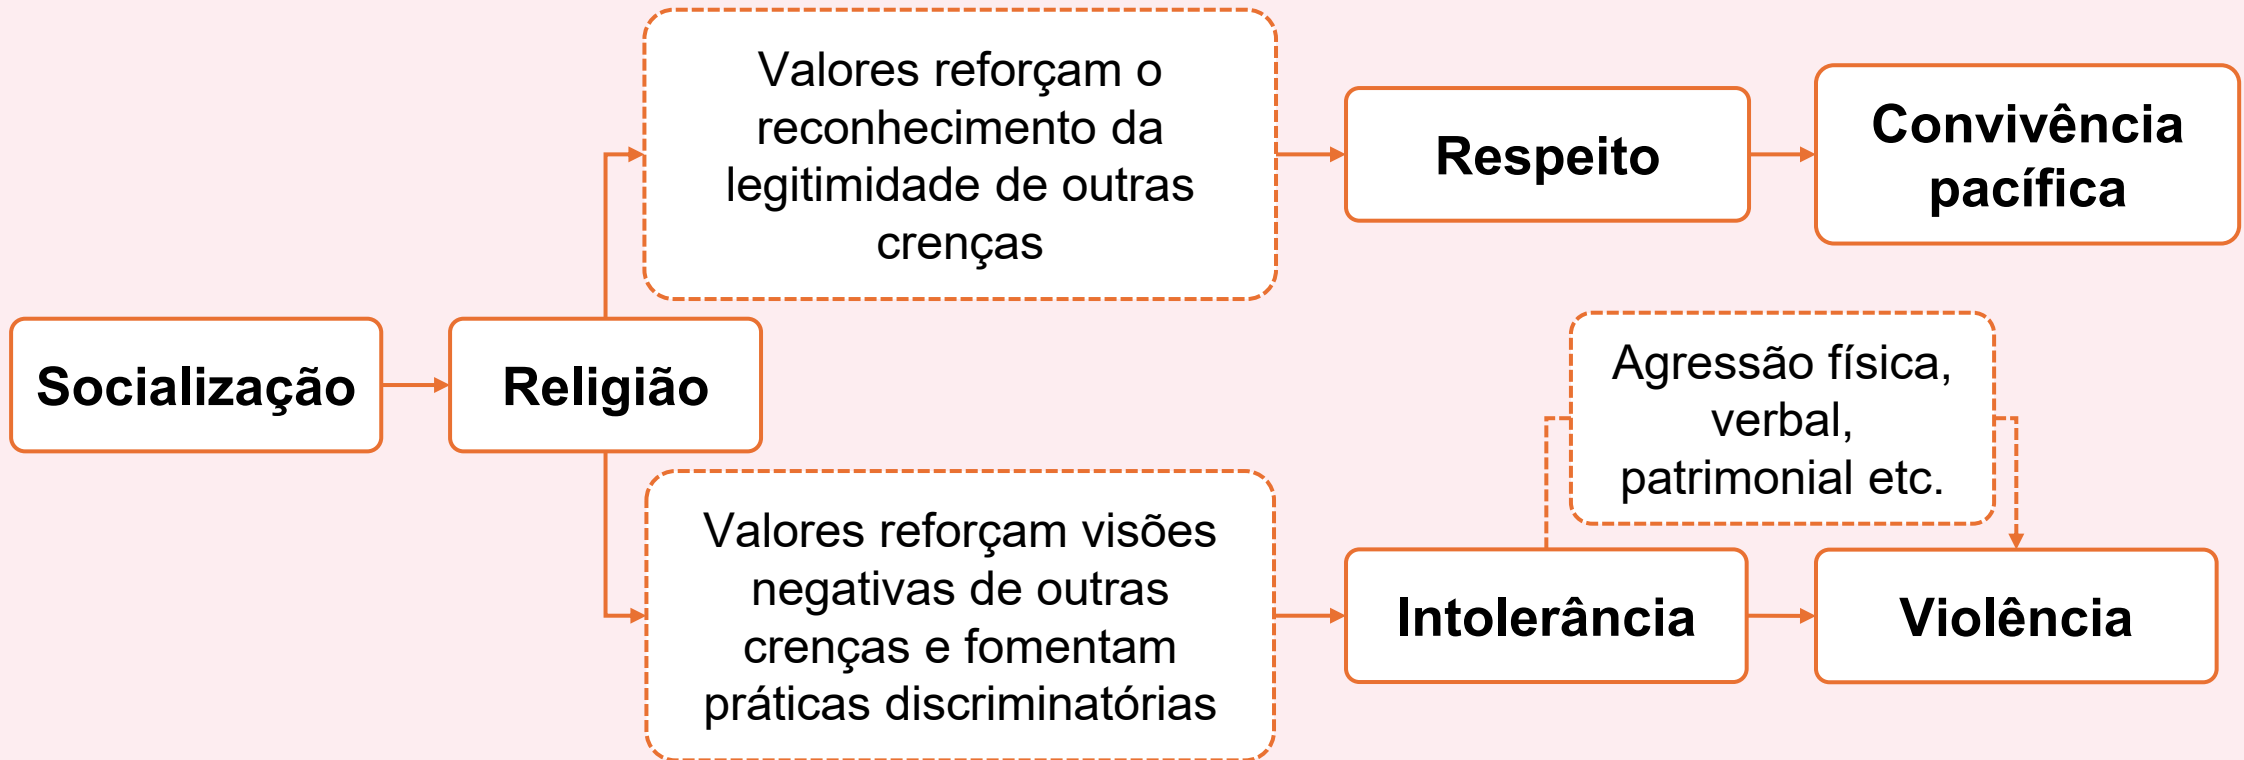 Socialização
Religião
Valores reforçam o
reconhecimento da
legitimidade de outras
crenças
Respeito
Convivência
pacífica
Valores reforçam visões
negativas de outras
crenças e fomentam
práticas discriminatórias
Intolerância
Agressão física,
verbal,
patrimonial etc.
Violência